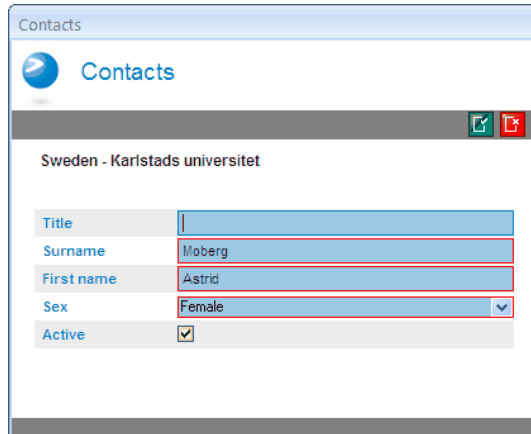 Contacts
Contacts
Sweden - Karlstads universitet
Title
Surname Moberg
First name Astrid
Sex Female
Active